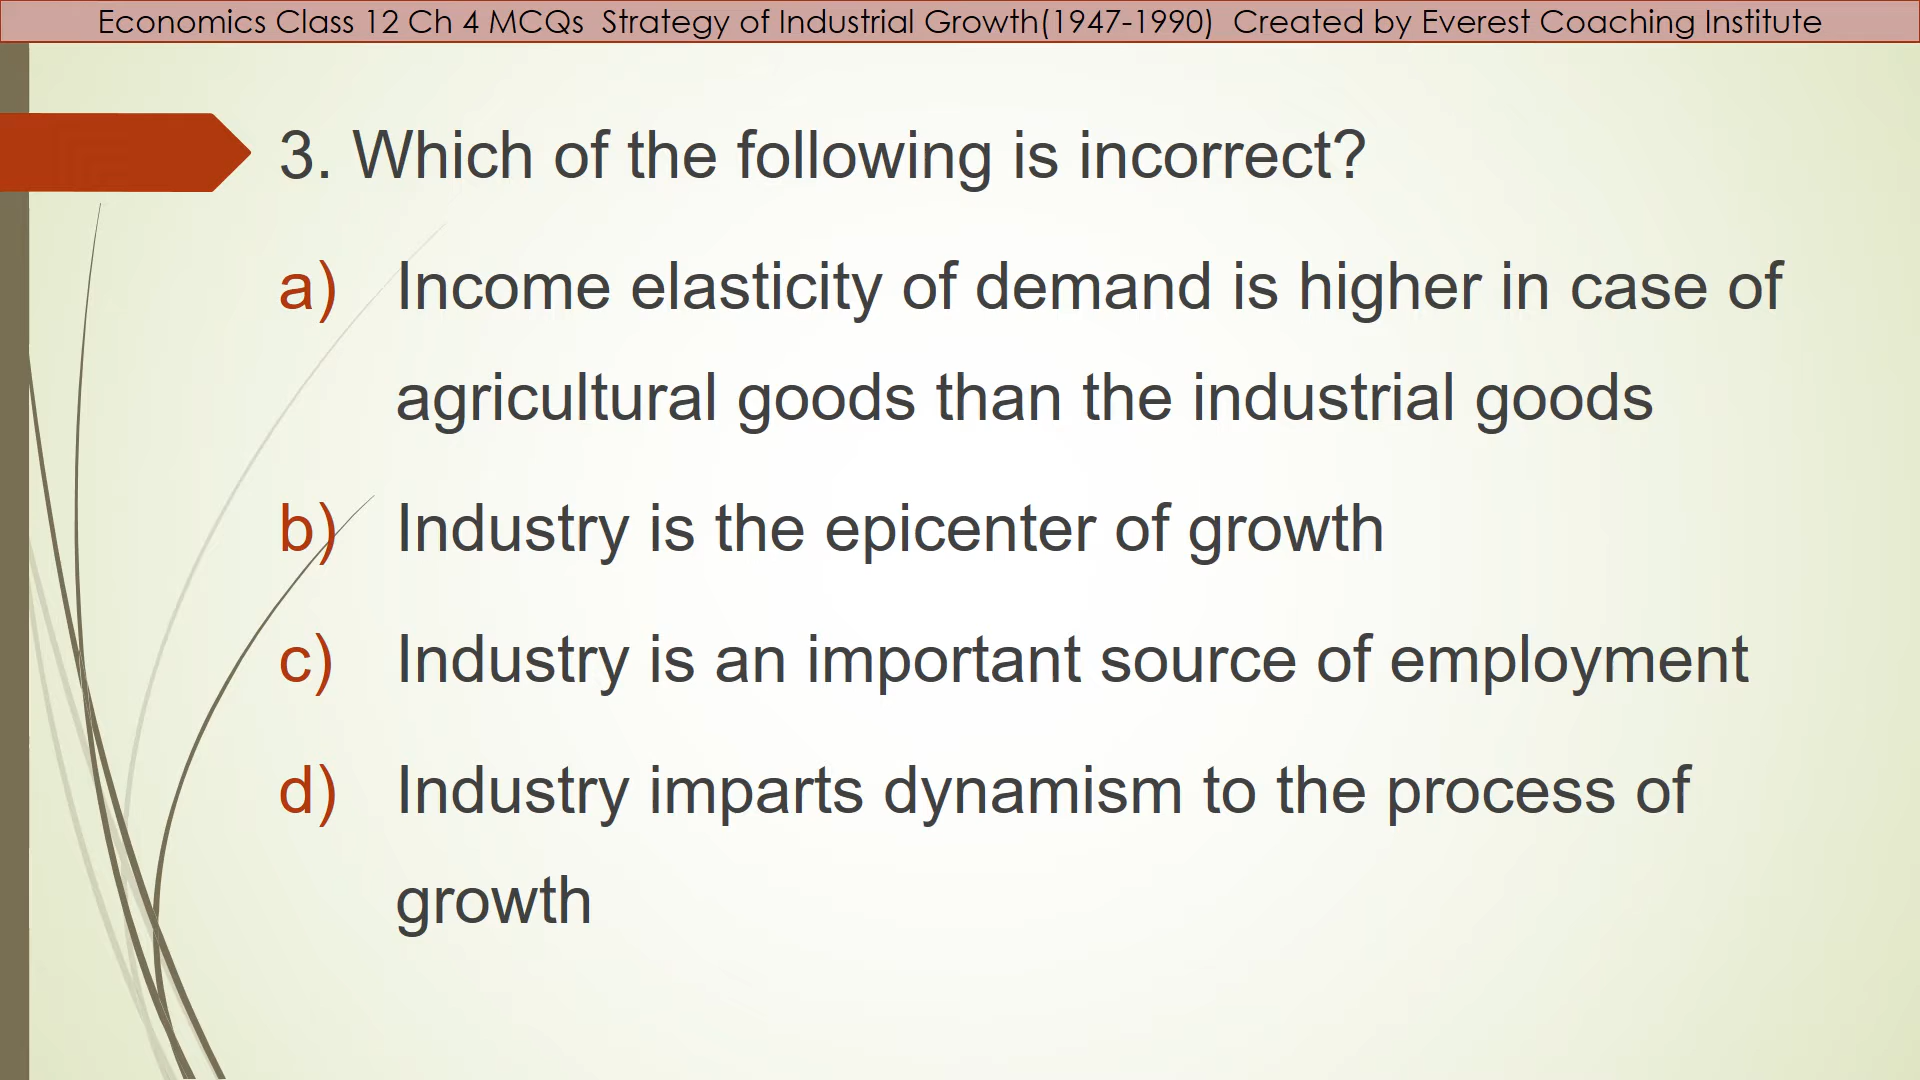 Economics Class 12 Ch 4 MCQs Strategy of Industrial Growth(1947-1990) Created by Everest Coaching Institute
3. Which of the following is incorrect?
a) Income elasticity of demand is higher in case of
agricultural goods than the industrial goods
b) Industry is the epicenter of growth
c) Industry is an important source of employment
d) Industry imparts dynamism to the process of
growth